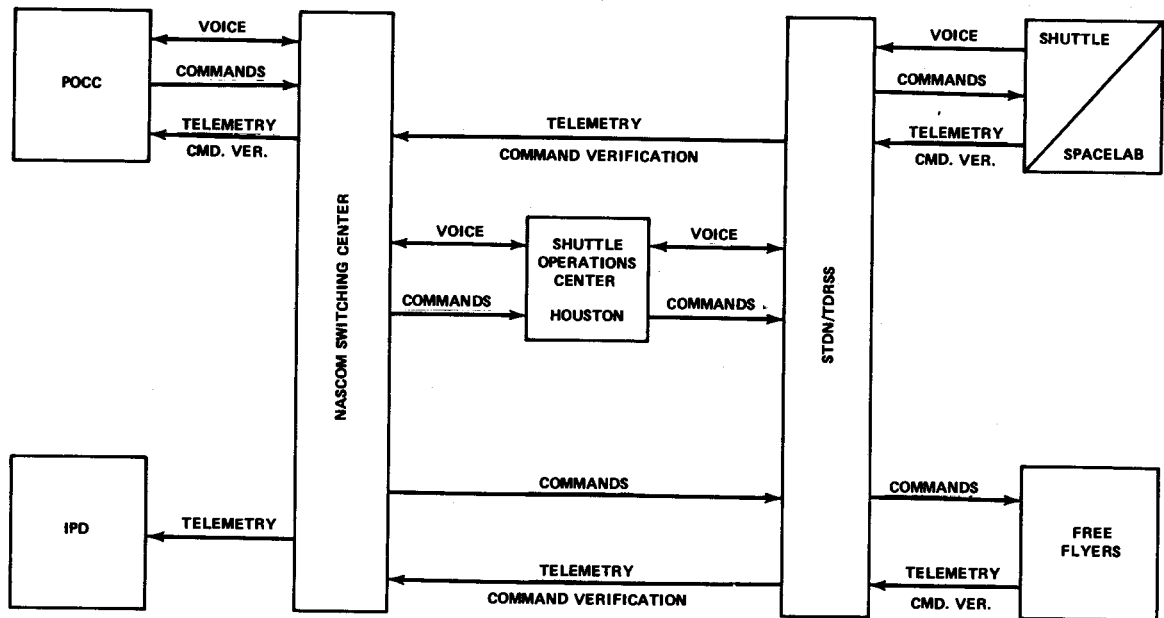 VOICE
COMMANDS
TELEMETRY
CMD. VER.
POCC
NASCOM SWITCHING CENTER
TELEMETRY
COMMAND VERIFICATION
VOICE
COMMANDS
SHUTTLE
OPERATIONS
CENTER
HOUSTON
VOICE
COMMANDS
STDN/TDRSS
VOICE
COMMANDS
TELEMETRY
CMD. VER.
SHUTTLE
SPACELAB
IPD
TELEMETRY
COMMANDS
TELEMETRY
COMMAND VERIFICATION
COMMANDS
TELEMETRY
CMD. VER.
FREE
FLYERS